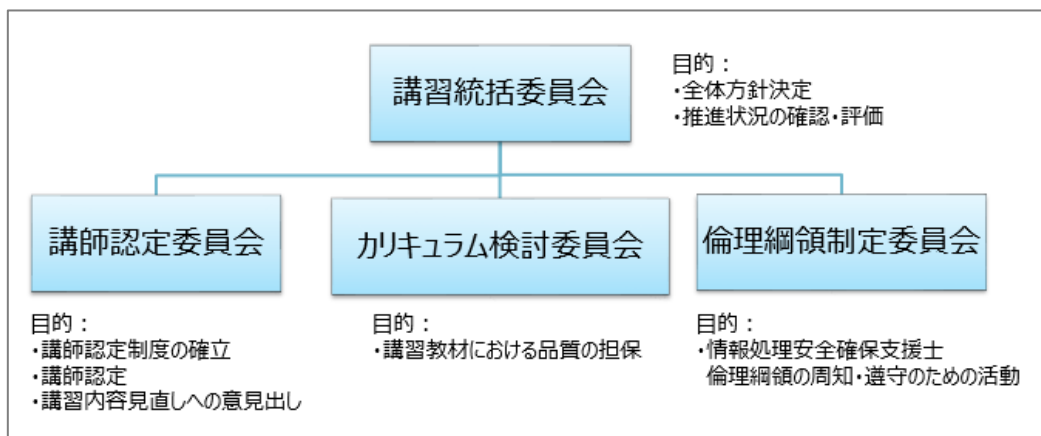 講習統括委員会
目的：
・全体方針決定
・推進状況の確認・評価
講師認定委員会
目的：
・講師認定制度の確立
・講師認定
・講習内容見直しへの意見出し
カリキュラム検討委員会
目的：
・講習教材における品質の担保
倫理綱領制定委員会
目的：
・情報処理安全確保支援士
倫理綱領の周知・遵守のための活動